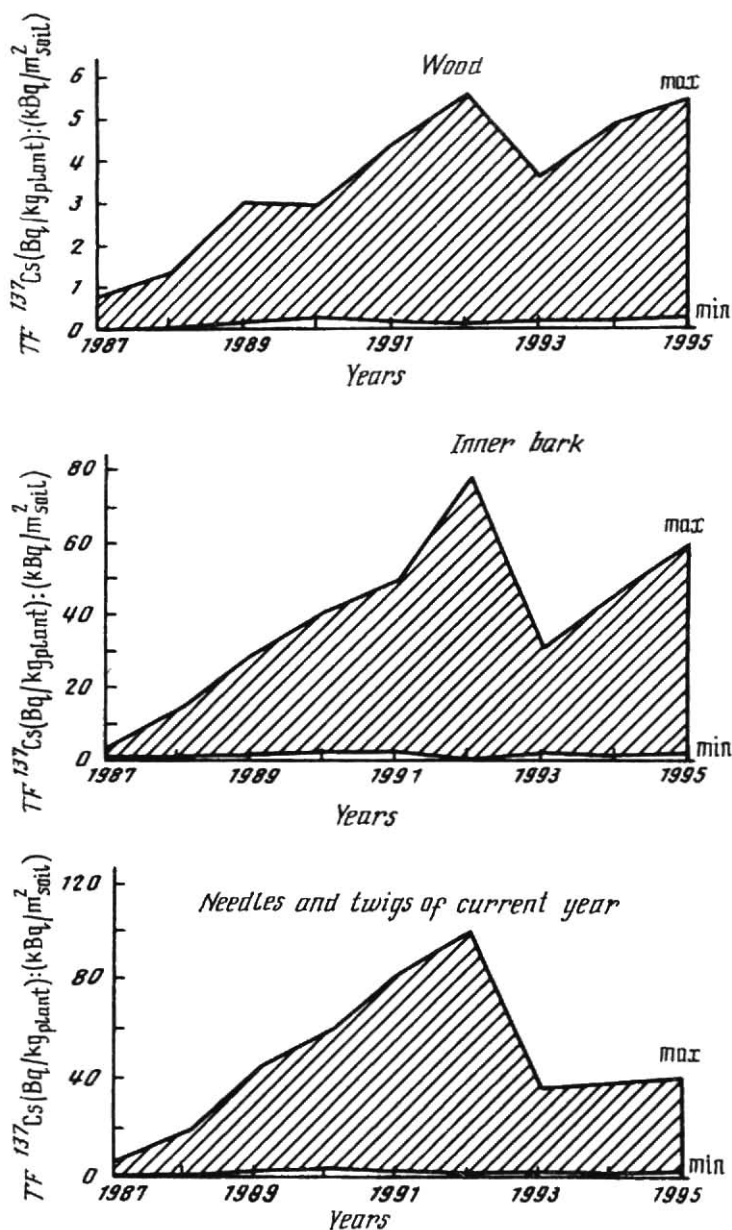 Wood
TF ¹³⁷Cs(Bq/kgplant):(kBq/m²soil)
6
5
4
3
2
1
0
max
min
1987
1989
1991
1993
1995
Years
Inner bark
TF ¹³⁷Cs(Bq/kgplant):(kBq/m²soil)
80
60
40
20
0
max
min
1987
1989
1991
1993
1995
Years
Needles and twigs of current year
TF ¹³⁷Cs(Bq/kgplant):(kBq/m²soil)
120
80
40
0
max
min
1987
1989
1991
1993
1995
Years